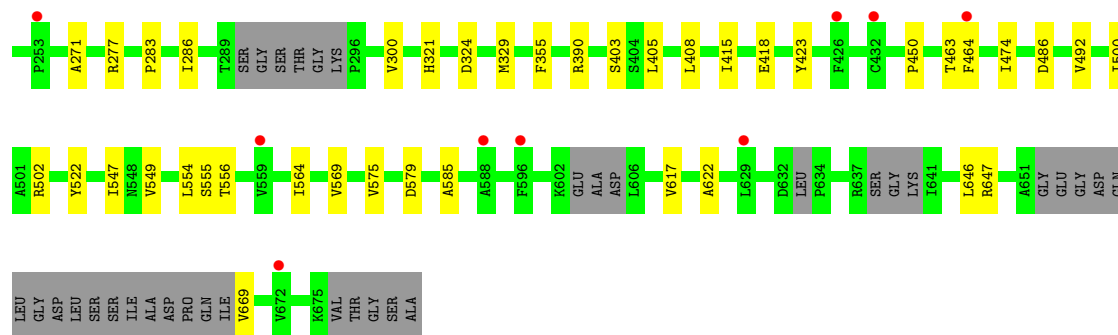 P253 A271 R277 P283 I286 T289 SER GLY SER THR GLY LYS P296 V300 H321 D324 M329 F355 R390 S403 S404 L405 L408 I415 E418 Y423 F426 C432 P450 T463 F464 I474 D486 V492 I500
A501 R502 Y522 I547 N548 V549 L554 S555 T556 V559 I564 V569 V575 D579 A585 A588 F596 K602 GLU ALA ASP L606 V617 A622 L629 D632 LEU P634 R637 SER GLY LYS I641 L646 R647 A651 GLY GLU GLY ASP GLN
LEU GLY ASP LEU SER SER ILE ALA ASP PRO GLN ILE V669 V672 K675 VAL THR GLY SER ALA